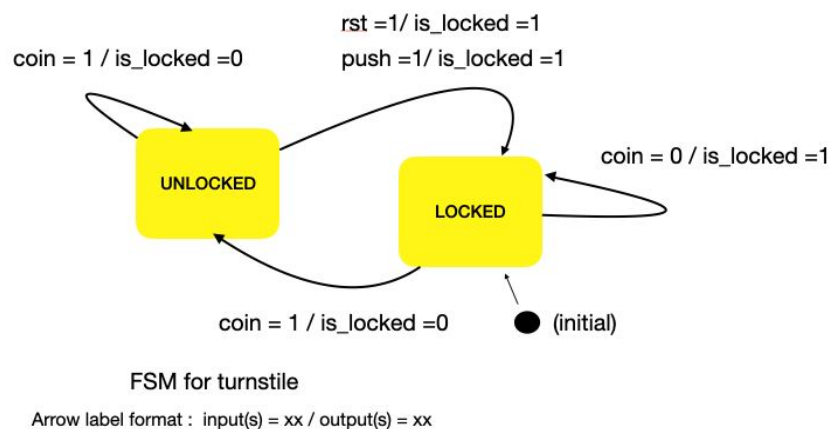 rst =1/ is_locked =1
coin = 1 / is_locked =0
push =1/ is_locked =1
UNLOCKED
coin = 0 / is_locked =1
LOCKED
coin = 1 / is_locked =0
(initial)
FSM for turnstile
Arrow label format : input(s) = xx / output(s) = xx